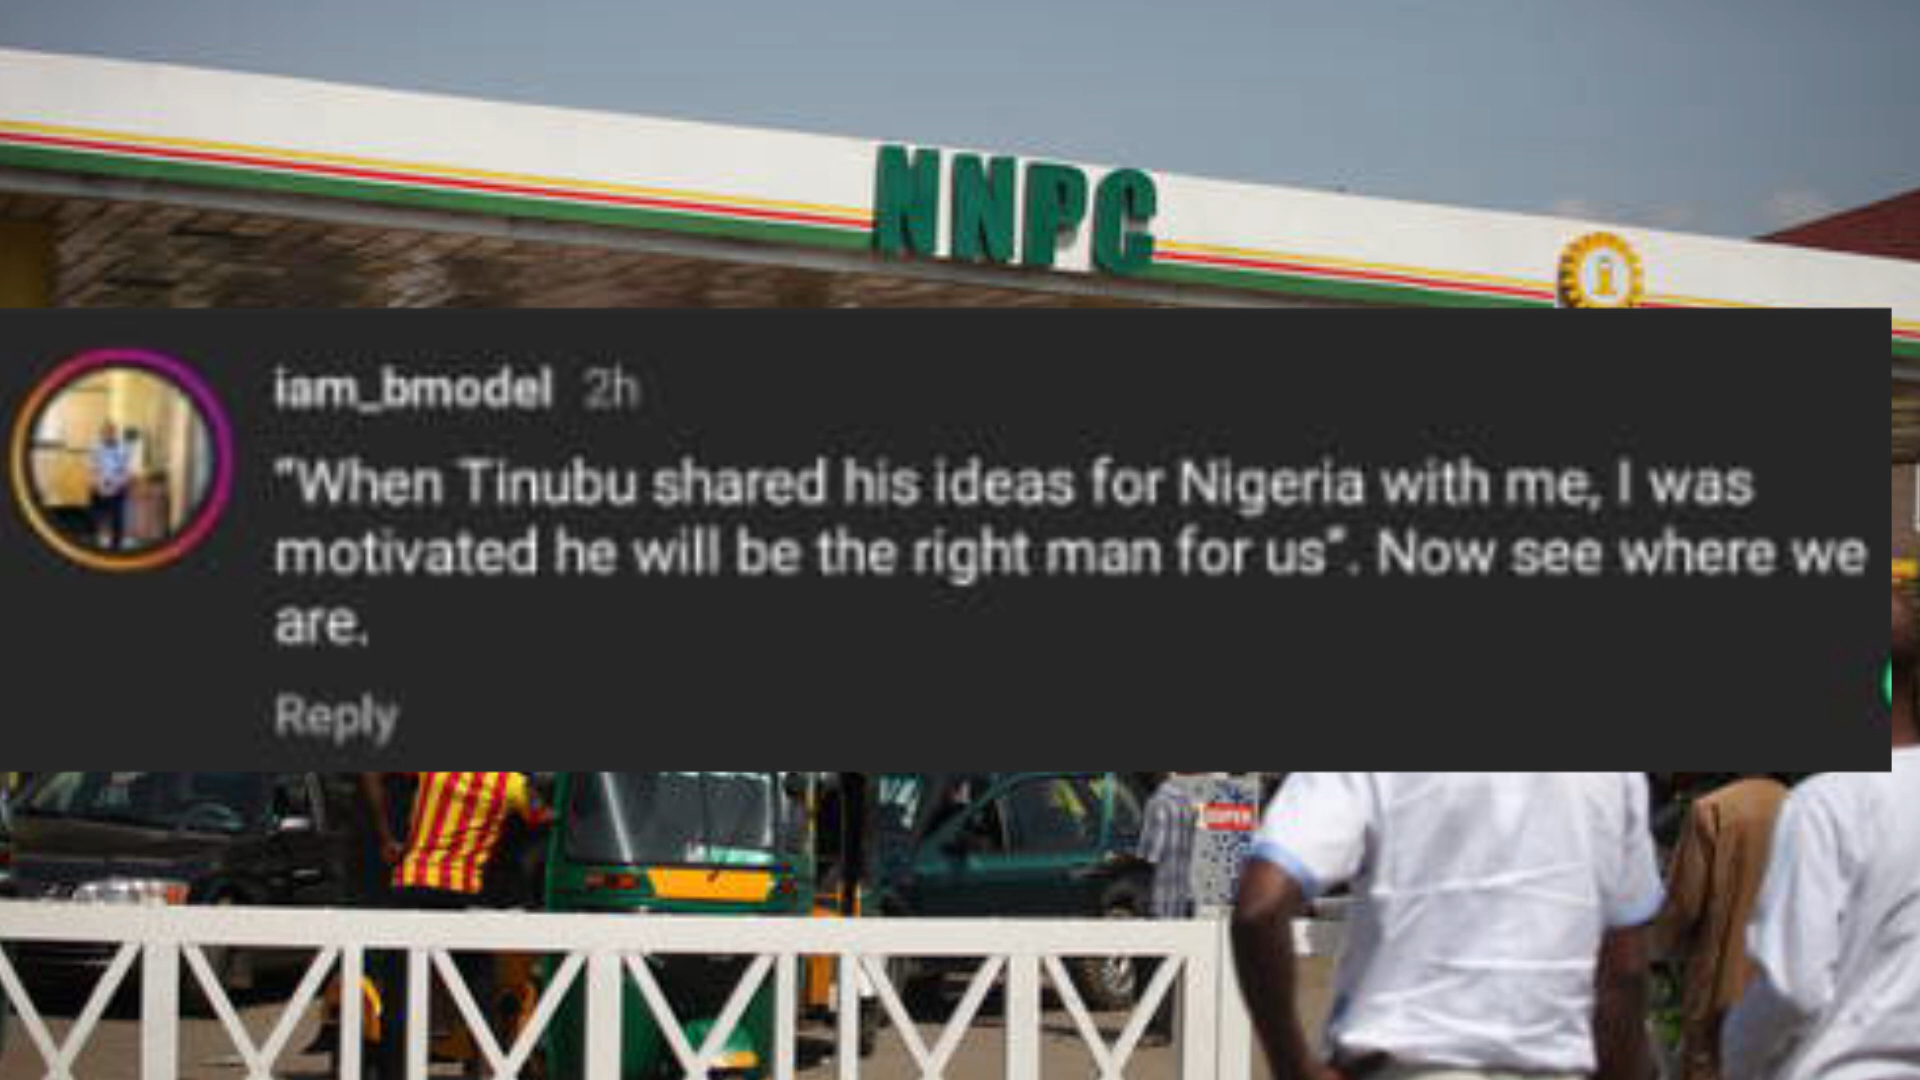 NNPC
iam_bmodel 2h
"When Tinubu shared his ideas for Nigeria with me, I was
motivated he will be the right man for us". Now see where we
are.
Reply
SUPER